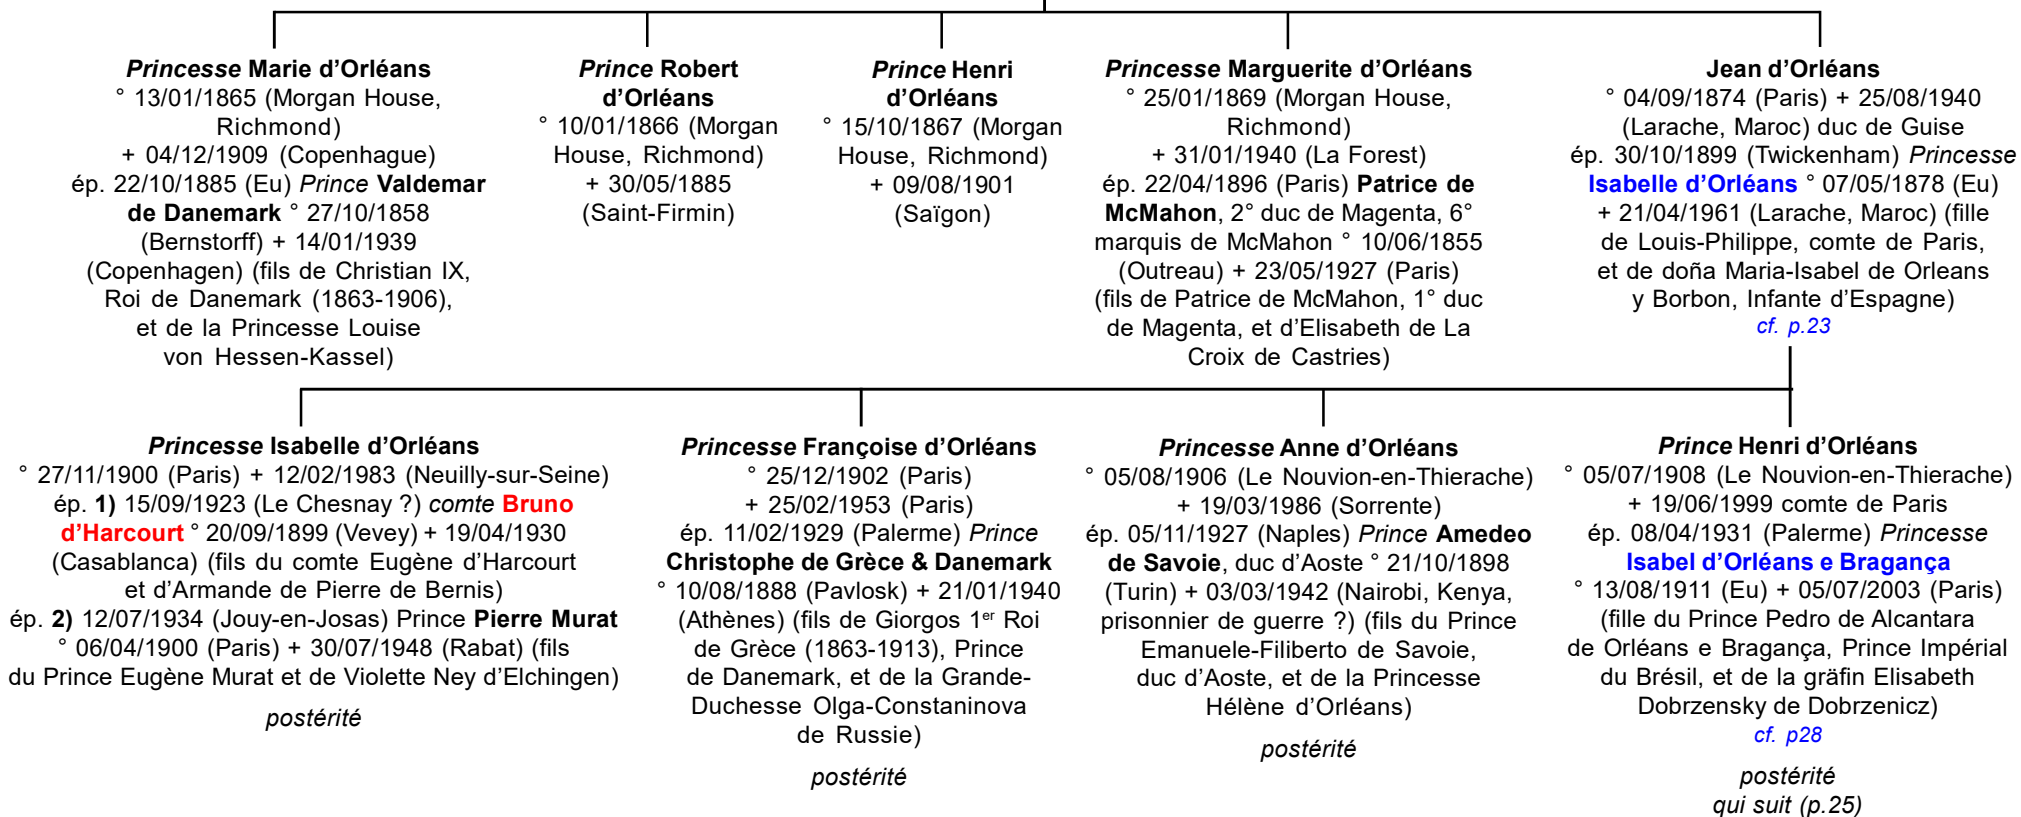 Princesse Marie d’Orléans
° 13/01/1865 (Morgan House,
Richmond)
+ 04/12/1909 (Copenhague)
ép. 22/10/1885 (Eu) Prince Valdemar
de Danemark ° 27/10/1858
(Bernstorff) + 14/01/1939
(Copenhagen) (fils de Christian IX,
Roi de Danemark (1863-1906),
et de la Princesse Louise
von Hessen-Kassel)
Prince Robert
d’Orléans
° 10/01/1866 (Morgan
House, Richmond)
+ 30/05/1885
(Saint-Firmin)
Prince Henri
d’Orléans
° 15/10/1867 (Morgan
House, Richmond)
+ 09/08/1901
(Saïgon)
Princesse Marguerite d’Orléans
° 25/01/1869 (Morgan House,
Richmond)
+ 31/01/1940 (La Forest)
ép. 22/04/1896 (Paris) Patrice de
McMahon, 2° duc de Magenta, 6°
marquis de McMahon ° 10/06/1855
(Outreau) + 23/05/1927 (Paris)
(fils de Patrice de McMahon, 1° duc
de Magenta, et d’Elisabeth de La
Croix de Castries)
Jean d’Orléans
° 04/09/1874 (Paris) + 25/08/1940
(Larache, Maroc) duc de Guise
ép. 30/10/1899 (Twickenham) Princesse
Isabelle d’Orléans ° 07/05/1878 (Eu)
+ 21/04/1961 (Larache, Maroc) (fille
de Louis-Philippe, comte de Paris,
et de doña Maria-Isabel de Orleans
y Borbon, Infante d’Espagne)
cf. p.23
Princesse Isabelle d’Orléans
° 27/11/1900 (Paris) + 12/02/1983 (Neuilly-sur-Seine)
ép. 1) 15/09/1923 (Le Chesnay ?) comte Bruno
d’Harcourt ° 20/09/1899 (Vevey) + 19/04/1930
(Casablanca) (fils du comte Eugène d’Harcourt
et d’Armande de Pierre de Bernis)
ép. 2) 12/07/1934 (Jouy-en-Josas) Prince Pierre Murat
° 06/04/1900 (Paris) + 30/07/1948 (Rabat) (fils
du Prince Eugène Murat et de Violette Ney d’Elchingen)
postérité
Princesse Françoise d’Orléans
° 25/12/1902 (Paris)
+ 25/02/1953 (Paris)
ép. 11/02/1929 (Palerme) Prince
Christophe de Grèce & Danemark
° 10/08/1888 (Pavlosk) + 21/01/1940
(Athènes) (fils de Giorgos 1er Roi
de Grèce (1863-1913), Prince
de Danemark, et de la Grande-
Duchesse Olga-Constaninova
de Russie)
postérité
Princesse Anne d’Orléans
° 05/08/1906 (Le Nouvion-en-Thierache)
+ 19/03/1986 (Sorrente)
ép. 05/11/1927 (Naples) Prince Amedeo
de Savoie, duc d’Aoste ° 21/10/1898
(Turin) + 03/03/1942 (Nairobi, Kenya,
prisonnier de guerre ?) (fils du Prince
Emanuele-Filiberto de Savoie,
duc d’Aoste, et de la Princesse
Hélène d’Orléans)
postérité
Prince Henri d’Orléans
° 05/07/1908 (Le Nouvion-en-Thierache)
+ 19/06/1999 comte de Paris
ép. 08/04/1931 (Palerme) Princesse
Isabel d’Orléans e Bragança
° 13/08/1911 (Eu) + 05/07/2003 (Paris)
(fille du Prince Pedro de Alcantara
de Orléans e Bragança, Prince Impérial
du Brésil, et de la gräfin Elisabeth
Dobrzensky de Dobrzenicz)
cf. p28
postérité
qui suit (p.25)